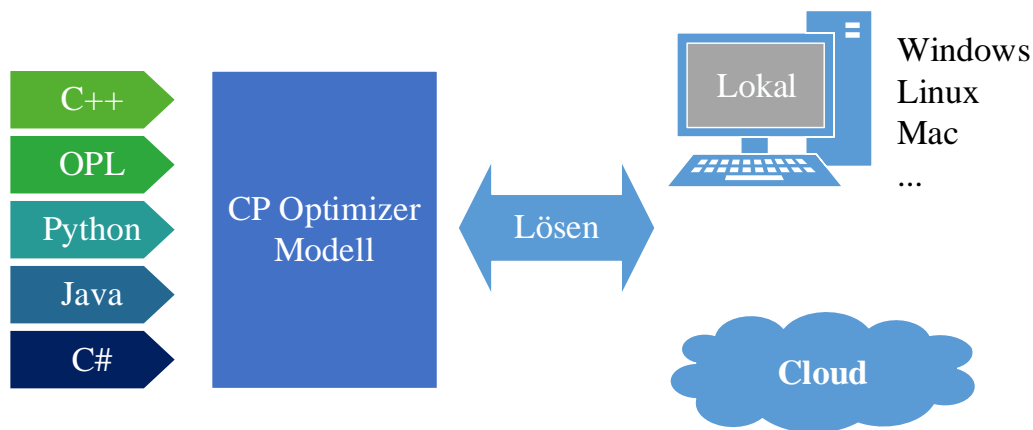 C++
OPL
Python
Java
C#
CP Optimizer
Modell
Lösen
Lokal
Windows
Linux
Mac
...
Cloud